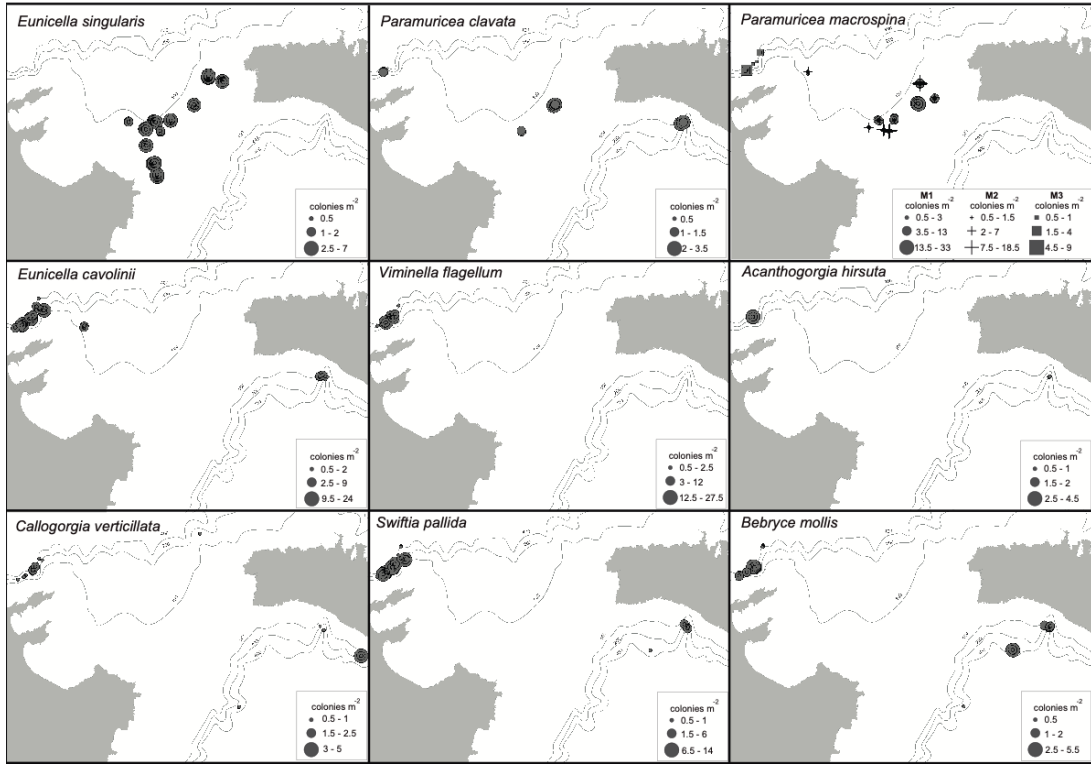 Eunicella singularis
colonies m-2
0.5
1 - 2
2.5 - 7
Paramuricea clavata
colonies m-2
0.5
1 - 1.5
2 - 3.5
Paramuricea macrospina
M1 M2 M3
colonies m-2 colonies m-2 colonies m-2
0.5 - 3 0.5 - 1.5 0.5 - 1
3.5 - 13 2 - 7 1.5 - 4
13.5 - 33 7.5 - 18.5 4.5 - 9
Eunicella cavolinii
colonies m-2
0.5 - 2
2.5 - 9
9.5 - 24
Viminella flagellum
colonies m-2
0.5 - 2.5
3 - 12
12.5 - 27.5
Acanthogorgia hirsuta
colonies m-2
0.5 - 1
1.5 - 2
2.5 - 4.5
Callogorgia verticillata
colonies m-2
0.5 - 1
1.5 - 2.5
3 - 5
Swiftia pallida
colonies m-2
0.5 - 1
1.5 - 6
6.5 - 14
Bebryce mollis
colonies m-2
0.5
1 - 2
2.5 - 5.5